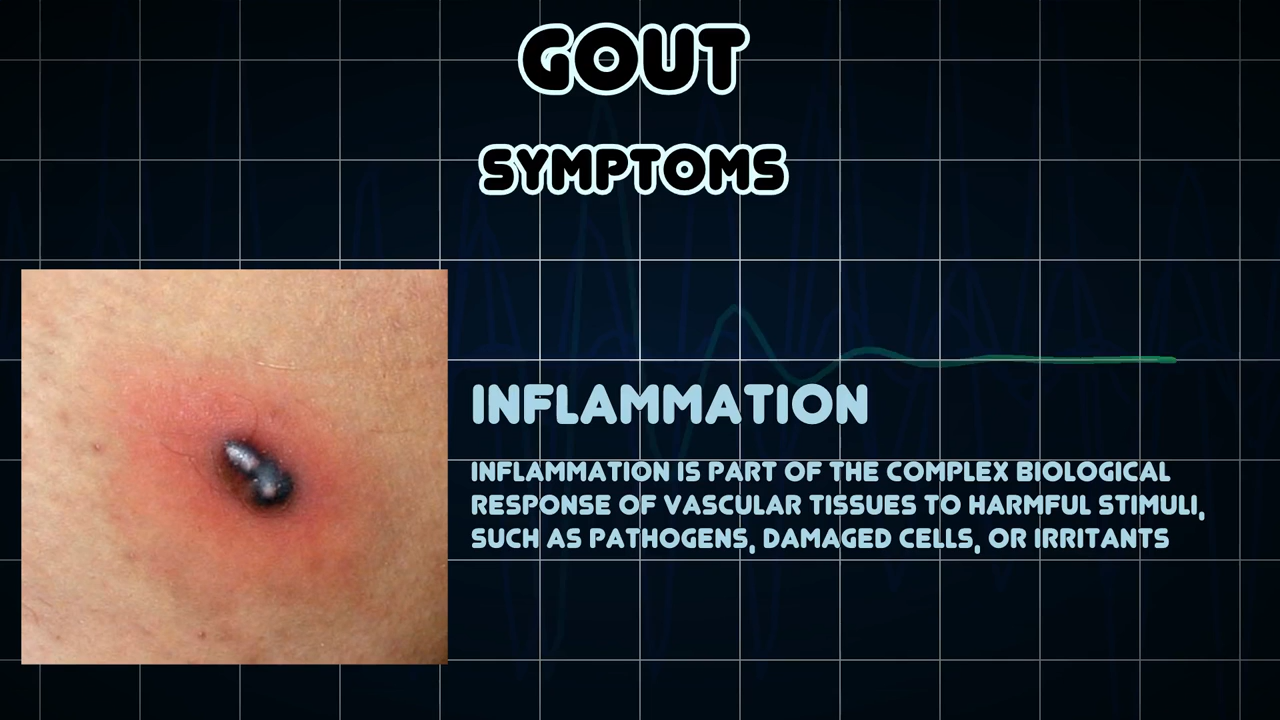 GOUT
SYMPTOMS
INFLAMMATION
INFLAMMATION IS PART OF THE COMPLEX BIOLOGICAL
RESPONSE OF VASCULAR TISSUES TO HARMFUL STIMULI,
SUCH AS PATHOGENS, DAMAGED CELLS, OR IRRITANTS